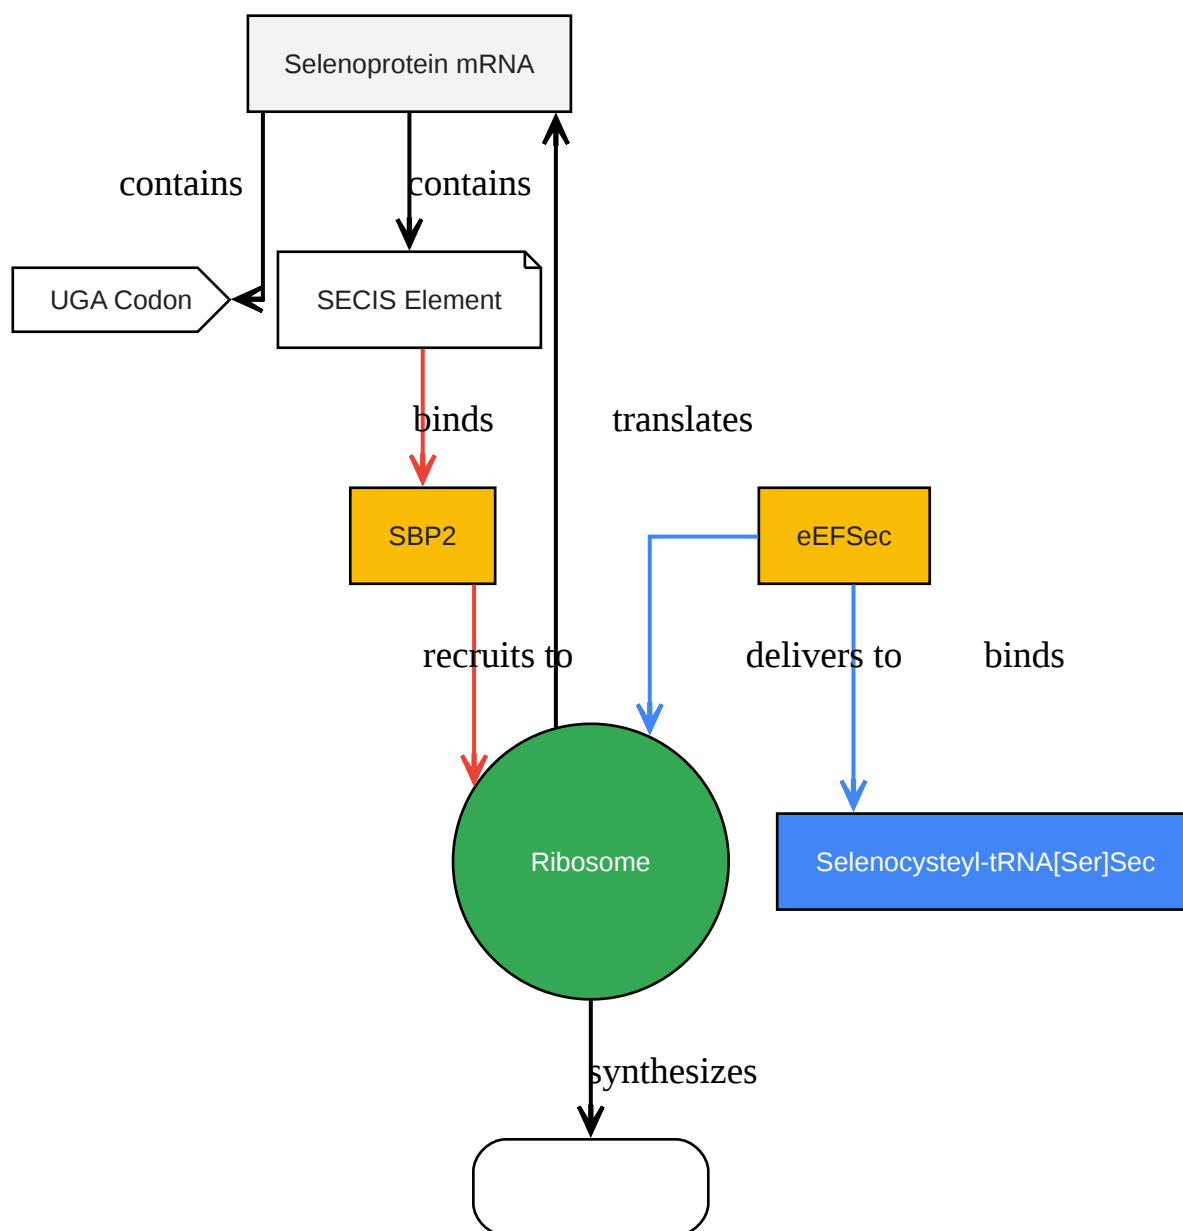 Selenoprotein mRNA
contains
contains
UGA Codon
SECIS Element
binds
translates
SBP2
eEFSec
recruits to
delivers to
binds
Ribosome
Selenocysteyl-tRNA[Ser]Sec
synthesizes